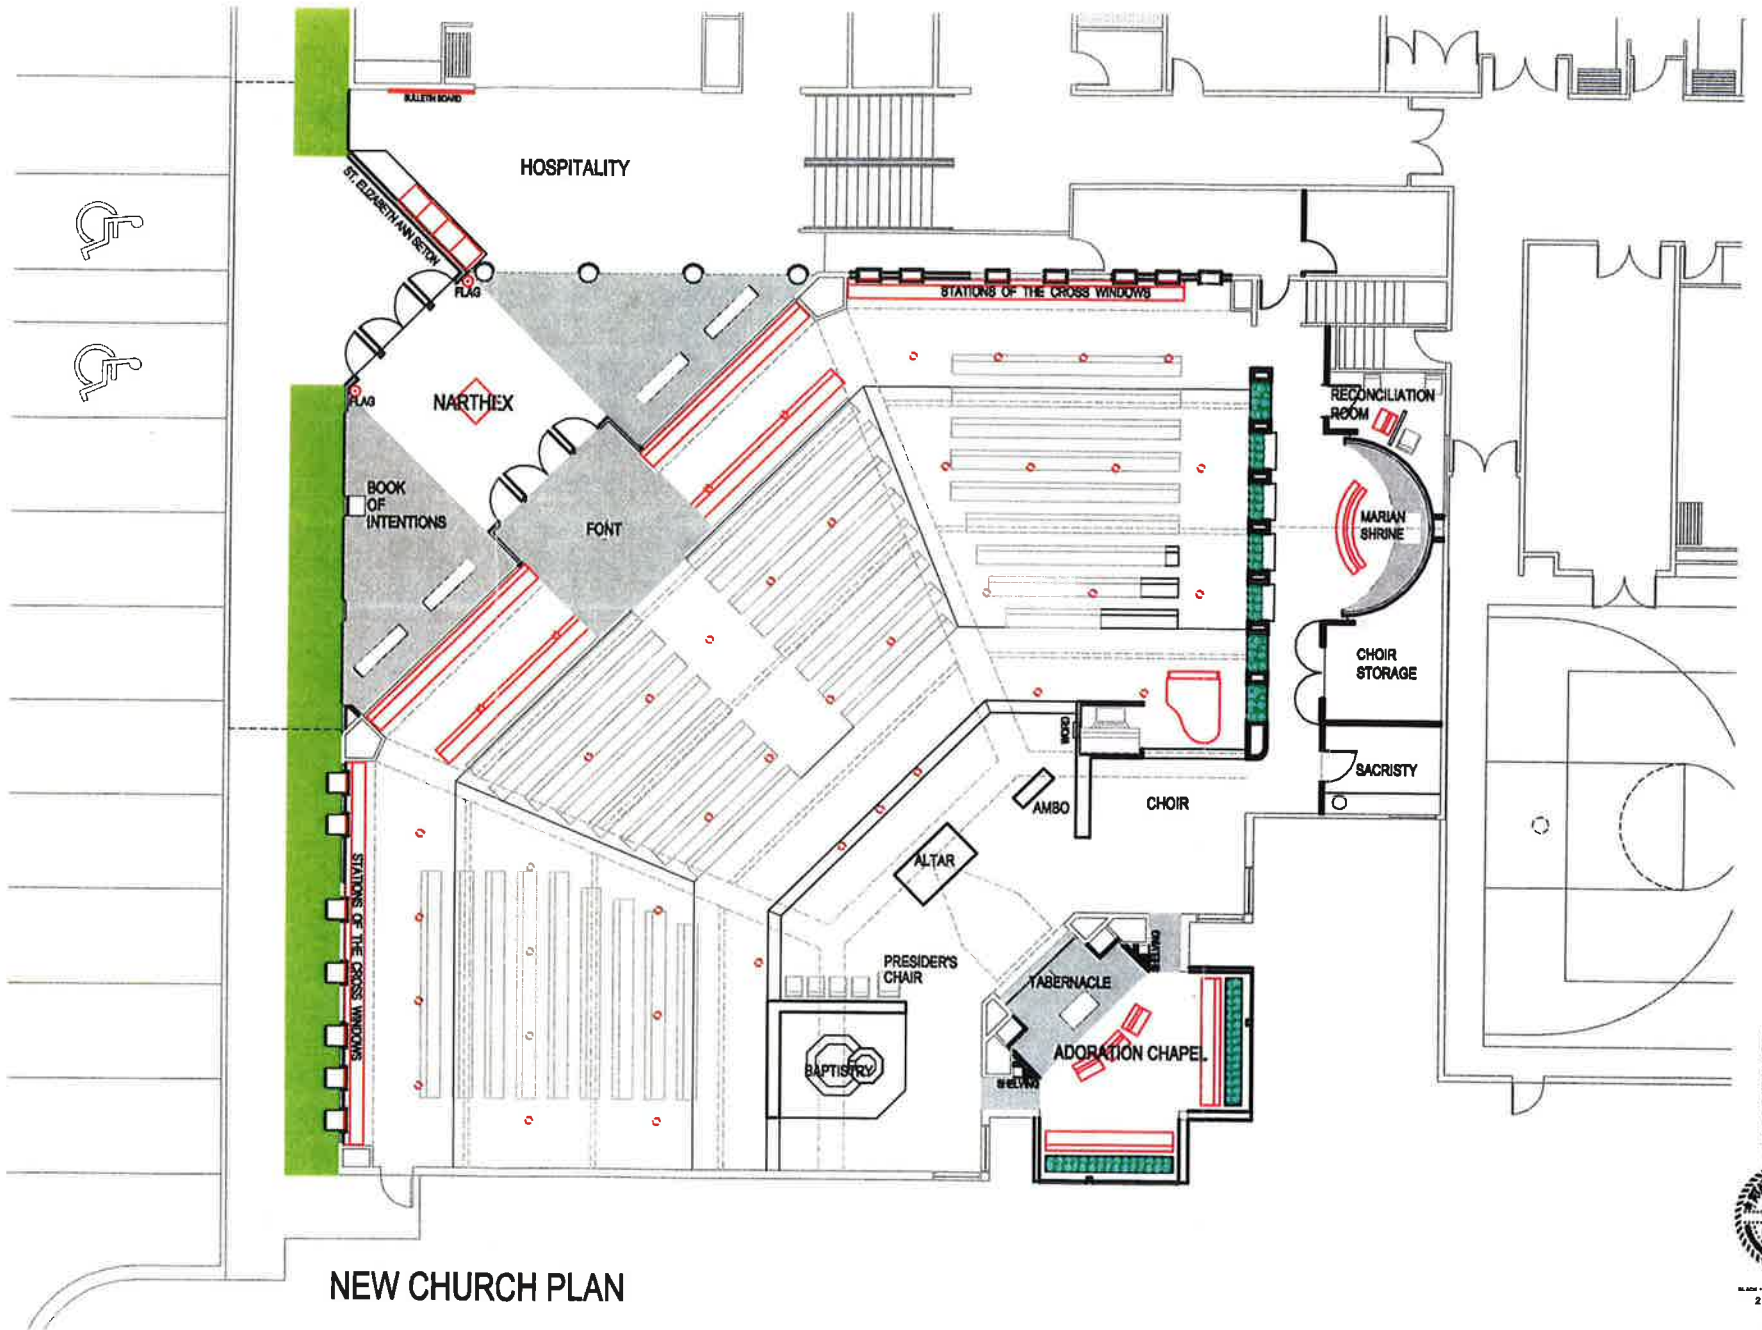 BULLETIN BOARD
HOSPITALITY
ST. ELIZABETH ANN SETON
FLAG
STATIONS OF THE CROSS WINDOWS
FLAG
NARTHEX
RECONCILIATION
ROOM
BOOK
OF
INTENTIONS
FONT
MARIAN
SHRINE
CHOIR
STORAGE
CROSS
SACRISTY
AMBO
CHOIR
ALTAR
STATIONS OF THE CROSS WINDOWS
PRESIDER'S
CHAIR
SHELVING
TABERNACLE
ADORATION CHAPEL
BAPTISTRY
SHELVING
NEW CHURCH PLAN